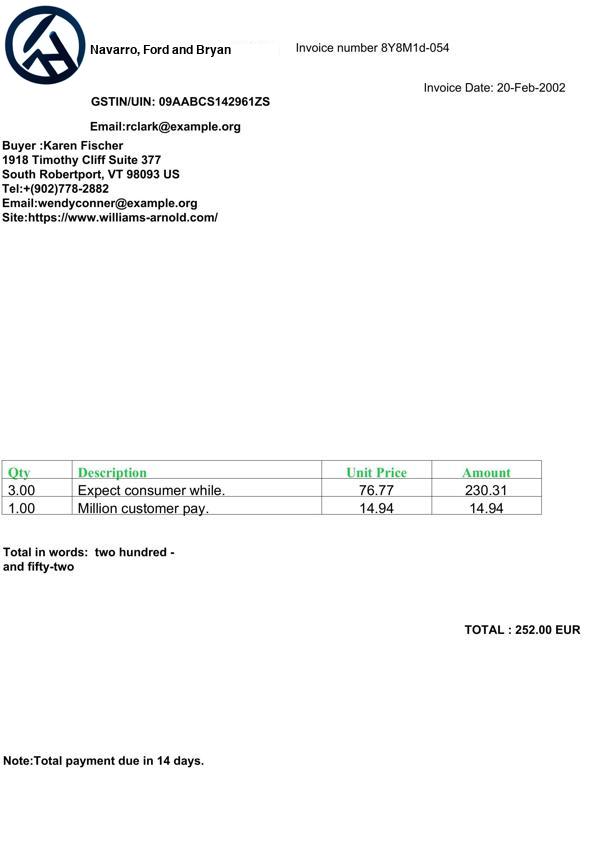 Navarro, Ford and Bryan
Invoice number 8Y8M1d-054
Invoice Date: 20-Feb-2002
GSTIN/UIN: 09AABCS142961ZS
Email:rclark@example.org
Buyer :Karen Fischer
1918 Timothy Cliff Suite 377
South Robertport, VT 98093 US
Tel:+(902)778-2882
Email:wendyconner@example.org
Site:https://www.williams-arnold.com/
Qty Description Unit Price Amount
3.00 Expect consumer while. 76.77 230.31
1.00 Million customer pay. 14.94 14.94
Total in words: two hundred -
and fifty-two
TOTAL : 252.00 EUR
Note:Total payment due in 14 days.